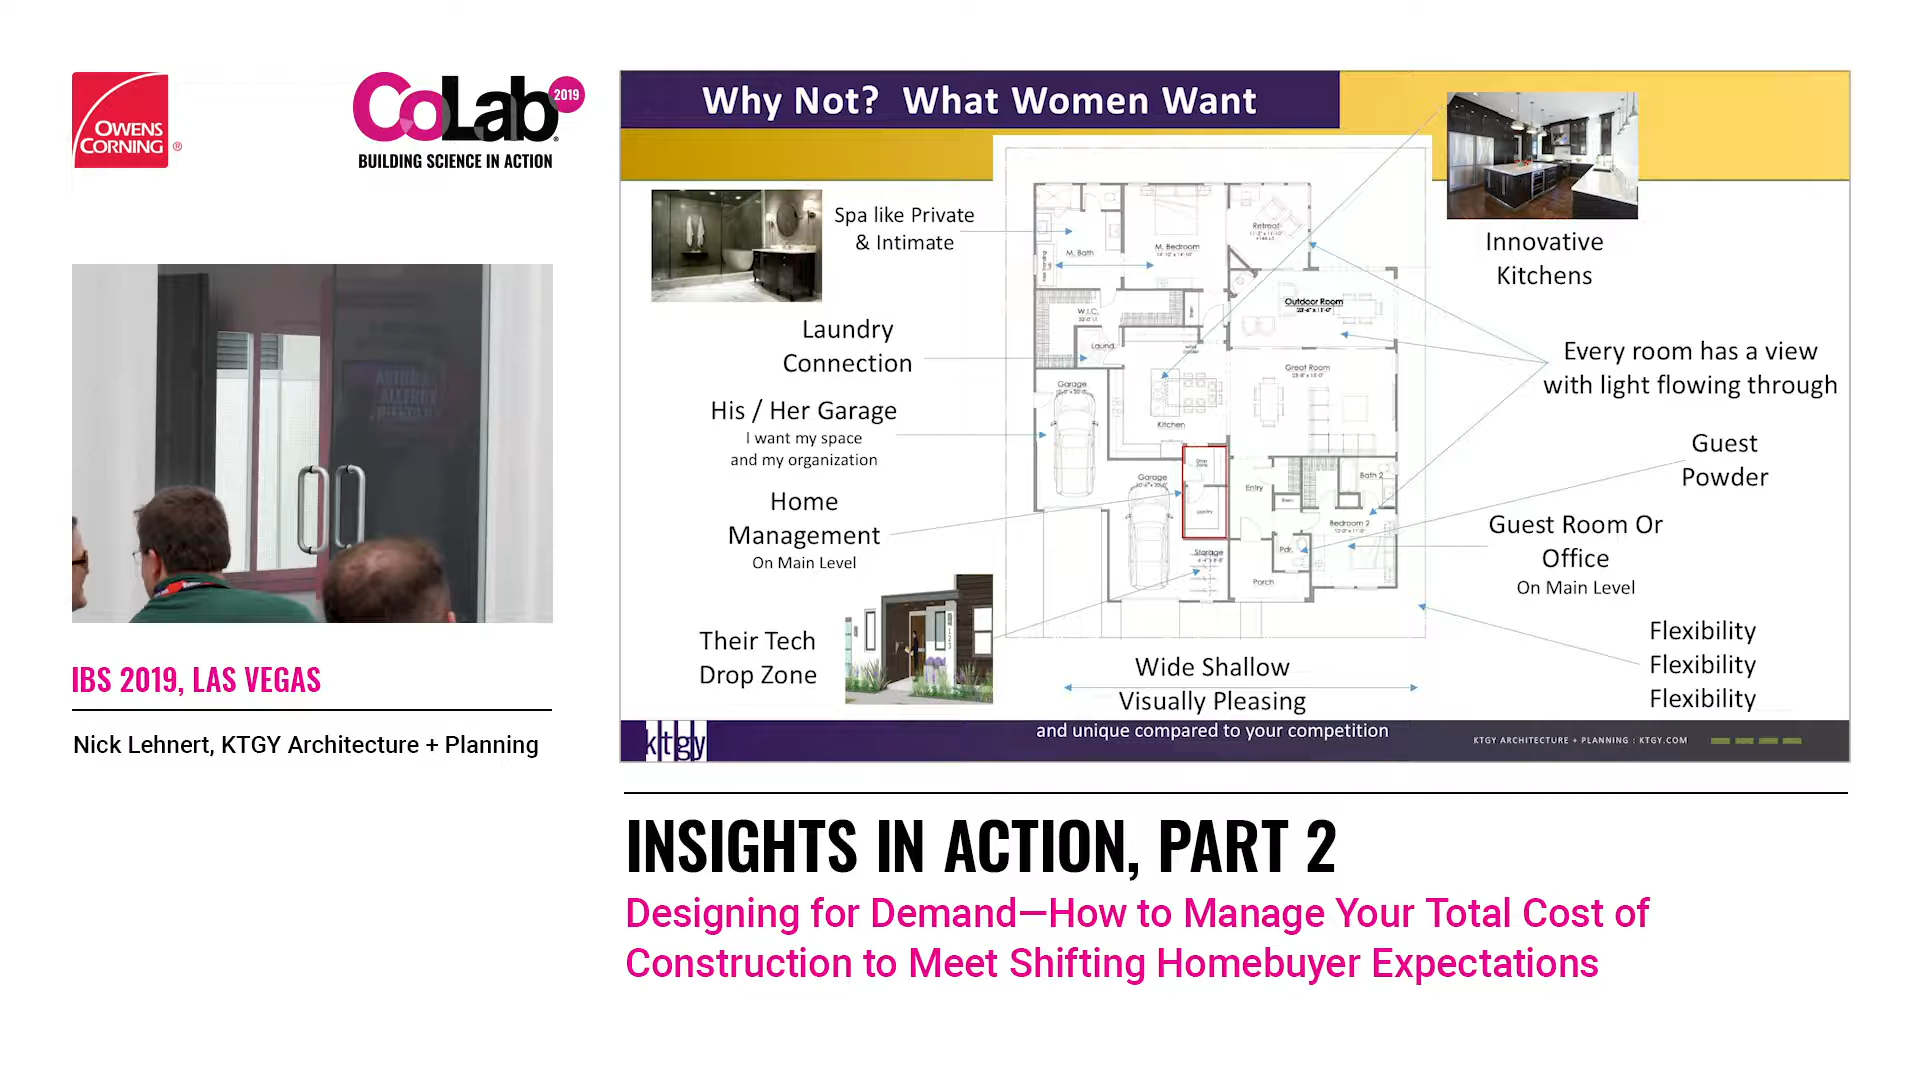 OWENS
CORNING ®
CoLab 2019
BUILDING SCIENCE IN ACTION
IBS 2019, LAS VEGAS
Nick Lehnert, KTGY Architecture + Planning
Why Not?  What Women Want
Spa like Private
& Intimate
Laundry
Connection
His / Her Garage
I want my space
and my organization
Home
Management
On Main Level
Their Tech
Drop Zone
M. Bath
M. Bedroom
Retreat
Outdoor Room
W.I.C.
Laund.
Great Room
Garage
Kitchen
Drop
Zone
Garage
Entry
Bath 2
pantry
Bedroom 2
Pdr.
Storage
Porch
Wide Shallow
Visually Pleasing
and unique compared to your competition
Innovative
Kitchens
Every room has a view
with light flowing through
Guest
Powder
Guest Room Or
Office
On Main Level
Flexibility
Flexibility
Flexibility
ktgy
KTGY ARCHITECTURE + PLANNING : KTGY.COM
INSIGHTS IN ACTION, PART 2
Designing for Demand—How to Manage Your Total Cost of
Construction to Meet Shifting Homebuyer Expectations